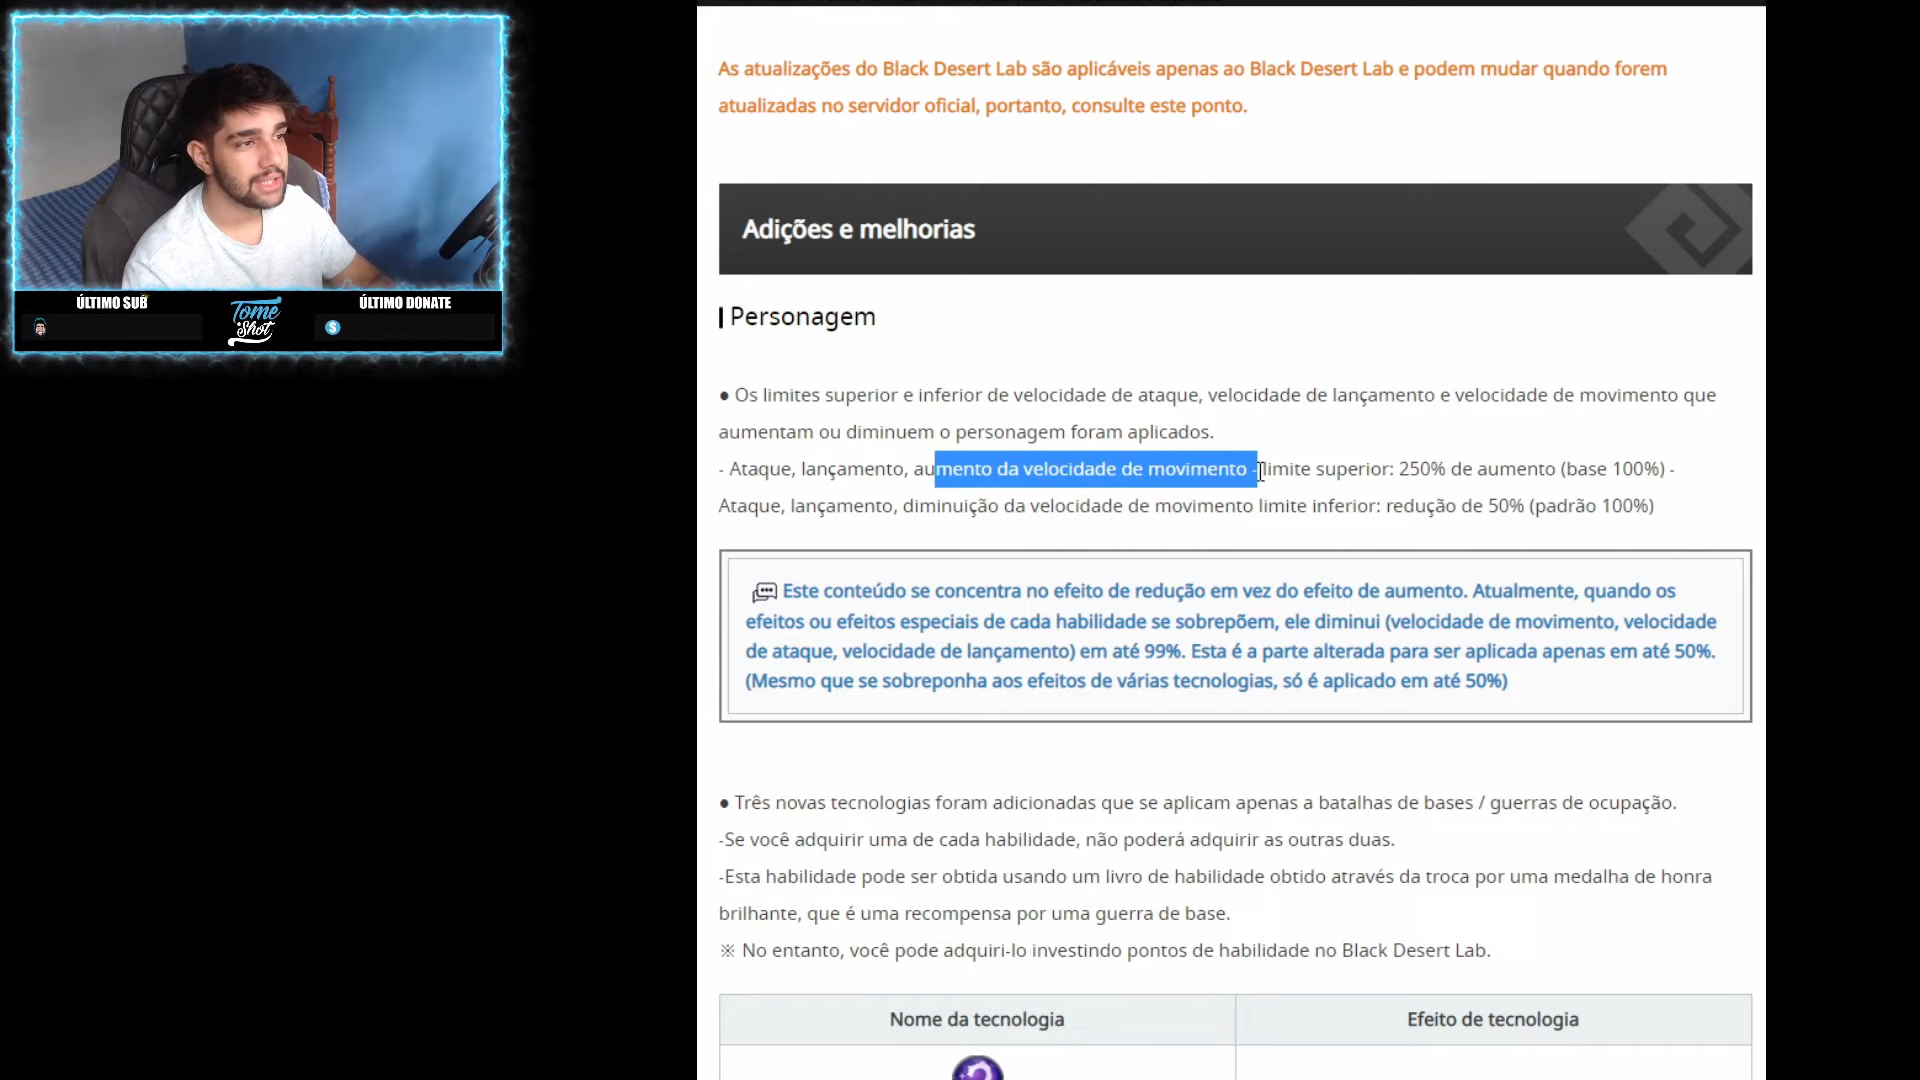 As atualizações do Black Desert Lab são aplicáveis apenas ao Black Desert Lab e podem mudar quando forem
atualizadas no servidor oficial, portanto, consulte este ponto.
Adições e melhorias
ÚLTIMO SUB
Tome Shot
ÚLTIMO DONATE
Personagem
● Os limites superior e inferior de velocidade de ataque, velocidade de lançamento e velocidade de movimento que
aumentam ou diminuem o personagem foram aplicados.
- Ataque, lançamento, aumento da velocidade de movimento - limite superior: 250% de aumento (base 100%) -
Ataque, lançamento, diminuição da velocidade de movimento limite inferior: redução de 50% (padrão 100%)
Este conteúdo se concentra no efeito de redução em vez do efeito de aumento. Atualmente, quando os
efeitos ou efeitos especiais de cada habilidade se sobrepõem, ele diminui (velocidade de movimento, velocidade
de ataque, velocidade de lançamento) em até 99%. Esta é a parte alterada para ser aplicada apenas em até 50%.
(Mesmo que se sobreponha aos efeitos de várias tecnologias, só é aplicado em até 50%)
● Três novas tecnologias foram adicionadas que se aplicam apenas a batalhas de bases / guerras de ocupação.
-Se você adquirir uma de cada habilidade, não poderá adquirir as outras duas.
-Esta habilidade pode ser obtida usando um livro de habilidade obtido através da troca por uma medalha de honra
brilhante, que é uma recompensa por uma guerra de base.
※ No entanto, você pode adquiri-lo investindo pontos de habilidade no Black Desert Lab.
Nome da tecnologia
Efeito de tecnologia